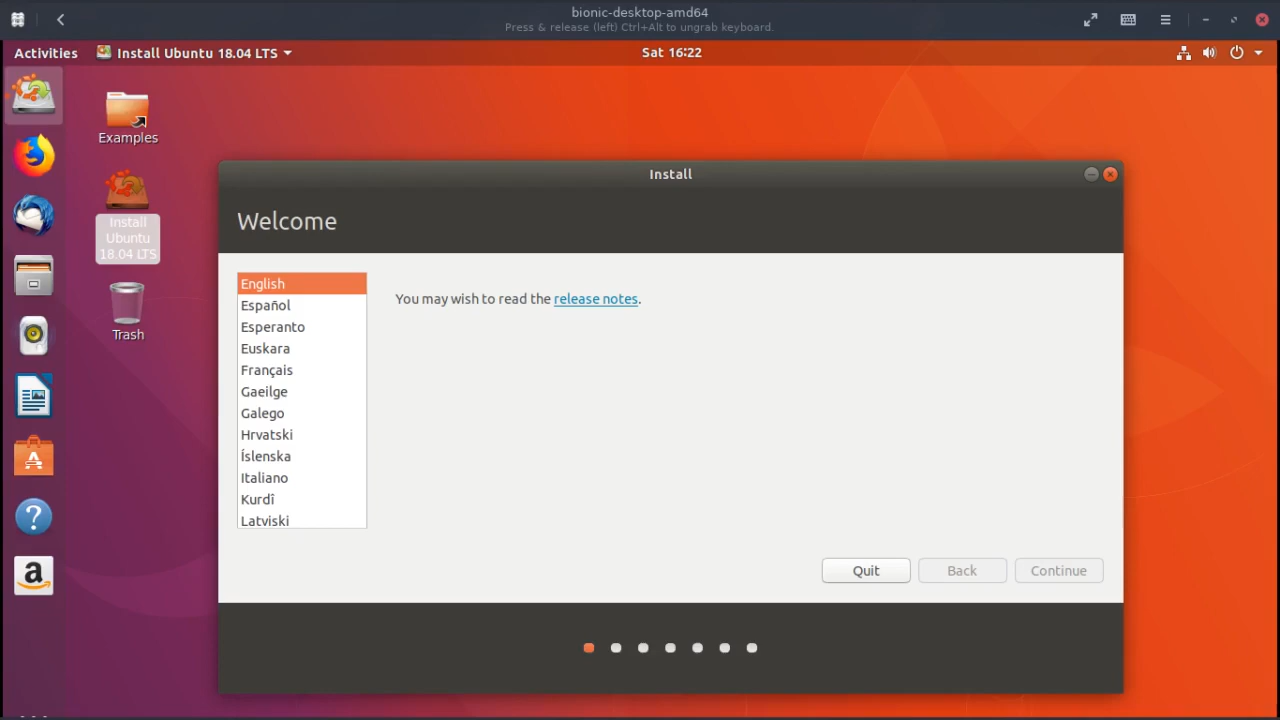 bionic-desktop-amd64
Press & release (left) Ctrl+Alt to ungrab keyboard.
Activities
Install Ubuntu 18.04 LTS
Sat 16:22
Examples
Install
Ubuntu
18.04 LTS
Trash
Install
Welcome
English
Español
Esperanto
Euskara
Français
Gaeilge
Galego
Hrvatski
Íslenska
Italiano
Kurdî
Latviski
You may wish to read the release notes.
Quit
Back
Continue